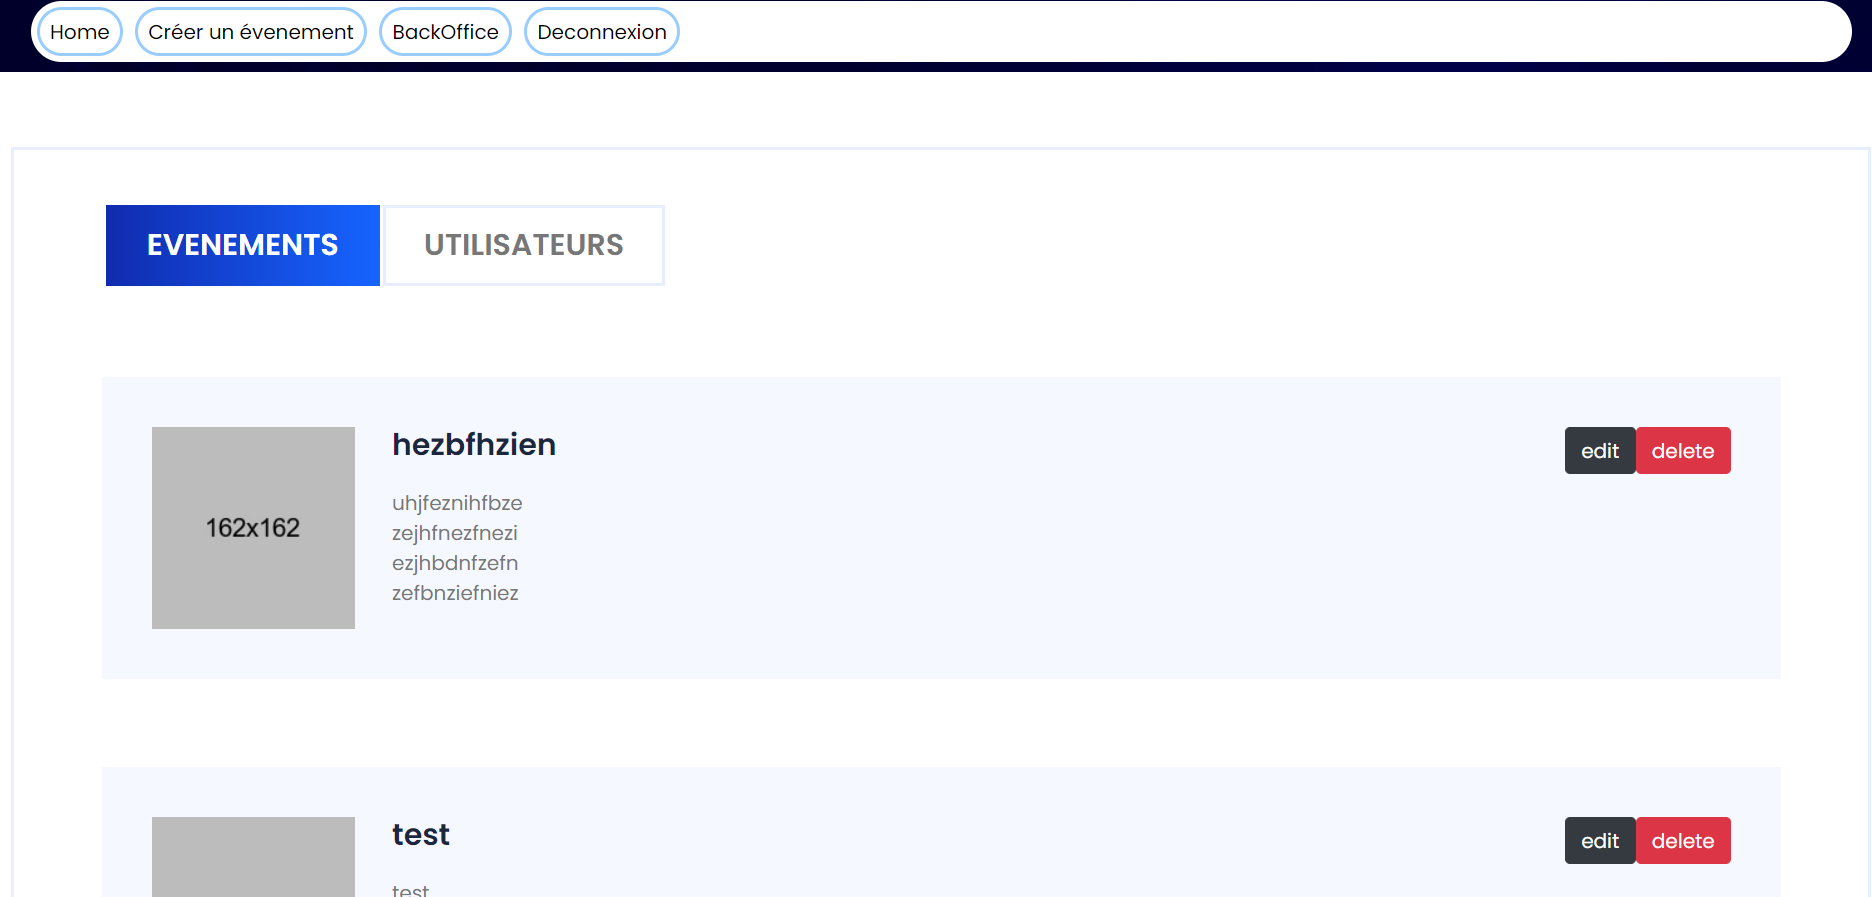 Home Créer un évenement BackOffice Deconnexion
EVENEMENTS UTILISATEURS
162x162
hezbfhzien
uhjfeznihfbze
zejhfnezfnezi
ezjhbdnfzefn
zefbnziefniez
edit delete
test
test
edit delete